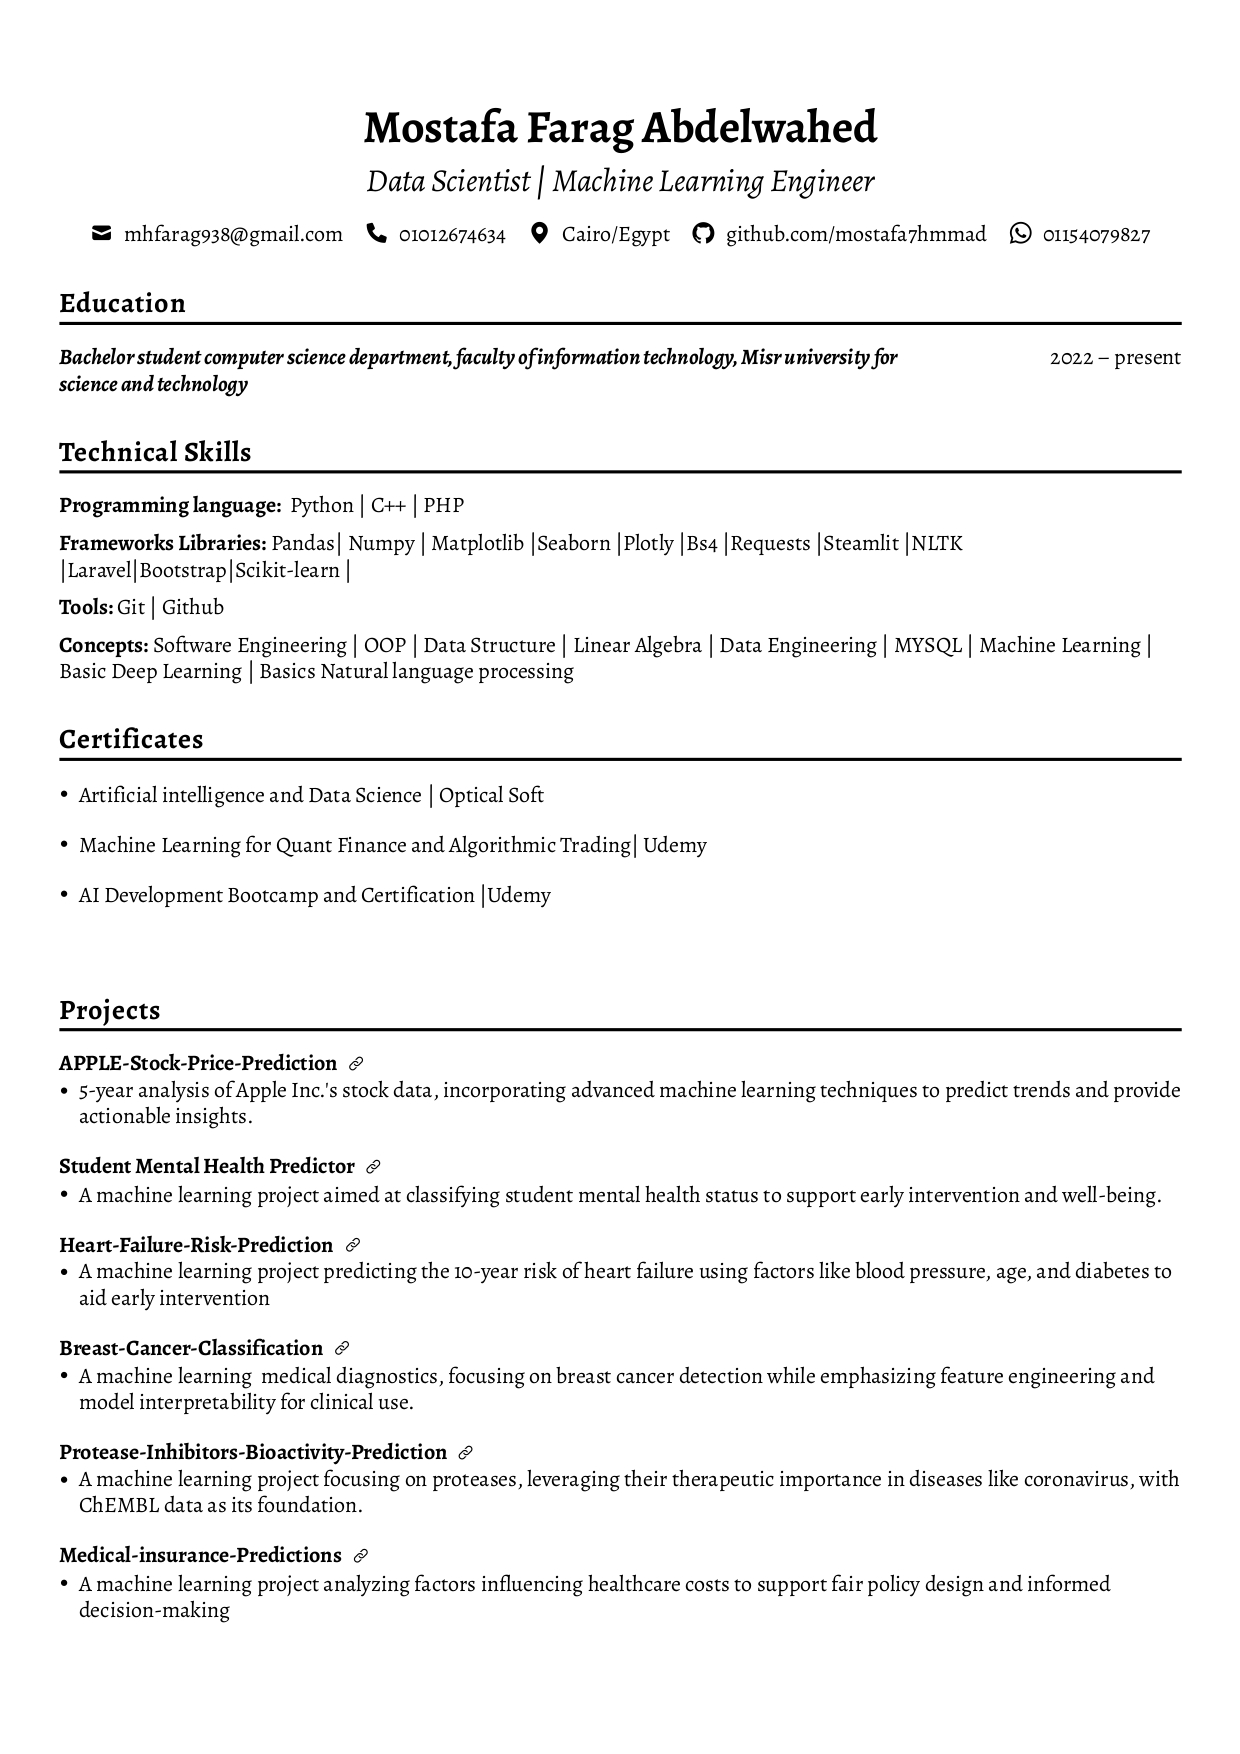 Mostafa Farag Abdelwahed
Data Scientist | Machine Learning Engineer
mhfarag938@gmail.com 01012674634 Cairo/Egypt github.com/mostafa7hmmad 01154079827
Education
Bachelor student computer science department, faculty of information technology, Misr university for 2022 – present
science and technology
Technical Skills
Programming language: Python | C++ | PHP
Frameworks Libraries: Pandas| Numpy | Matplotlib |Seaborn |Plotly |Bs4 |Requests |Steamlit |NLTK
|Laravel|Bootstrap|Scikit-learn |
Tools: Git | Github
Concepts: Software Engineering | OOP | Data Structure | Linear Algebra | Data Engineering | MYSQL | Machine Learning |
Basic Deep Learning | Basics Natural language processing
Certificates
• Artificial intelligence and Data Science | Optical Soft
• Machine Learning for Quant Finance and Algorithmic Trading| Udemy
• AI Development Bootcamp and Certification |Udemy
Projects
APPLE-Stock-Price-Prediction
• 5-year analysis of Apple Inc.'s stock data, incorporating advanced machine learning techniques to predict trends and provide
actionable insights.
Student Mental Health Predictor
• A machine learning project aimed at classifying student mental health status to support early intervention and well-being.
Heart-Failure-Risk-Prediction
• A machine learning project predicting the 10-year risk of heart failure using factors like blood pressure, age, and diabetes to
aid early intervention
Breast-Cancer-Classification
• A machine learning medical diagnostics, focusing on breast cancer detection while emphasizing feature engineering and
model interpretability for clinical use.
Protease-Inhibitors-Bioactivity-Prediction
• A machine learning project focusing on proteases, leveraging their therapeutic importance in diseases like coronavirus, with
ChEMBL data as its foundation.
Medical-insurance-Predictions
• A machine learning project analyzing factors influencing healthcare costs to support fair policy design and informed
decision-making